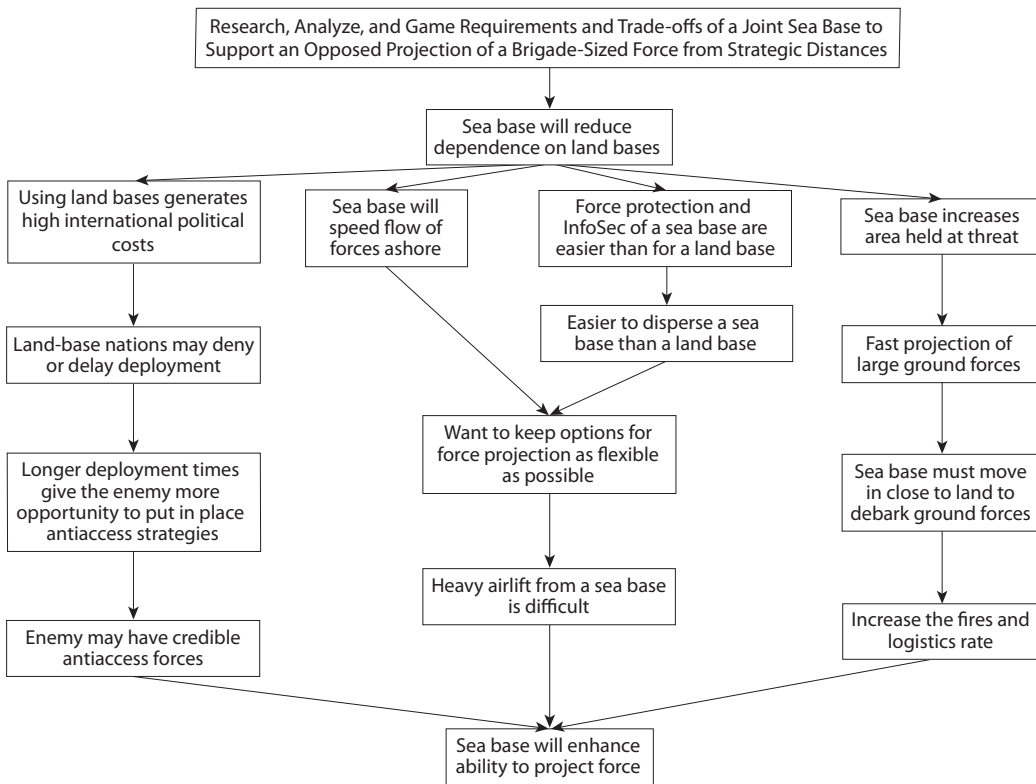 Research, Analyze, and Game Requirements and Trade-offs of a Joint Sea Base to
Support an Opposed Projection of a Brigade-Sized Force from Strategic Distances
Sea base will reduce
dependence on land bases
Using land bases generates
high international political
costs
Sea base will
speed flow of
forces ashore
Force protection and
InfoSec of a sea base are
easier than for a land base
Sea base increases
area held at threat
Land-base nations may deny
or delay deployment
Easier to disperse a sea
base than a land base
Fast projection of
large ground forces
Longer deployment times
give the enemy more
opportunity to put in place
antiaccess strategies
Want to keep options for
force projection as flexible
as possible
Sea base must move
in close to land to
debark ground forces
Enemy may have credible
antiaccess forces
Heavy airlift from a sea base
is difficult
Increase the fires and
logistics rate
Sea base will enhance
ability to project force